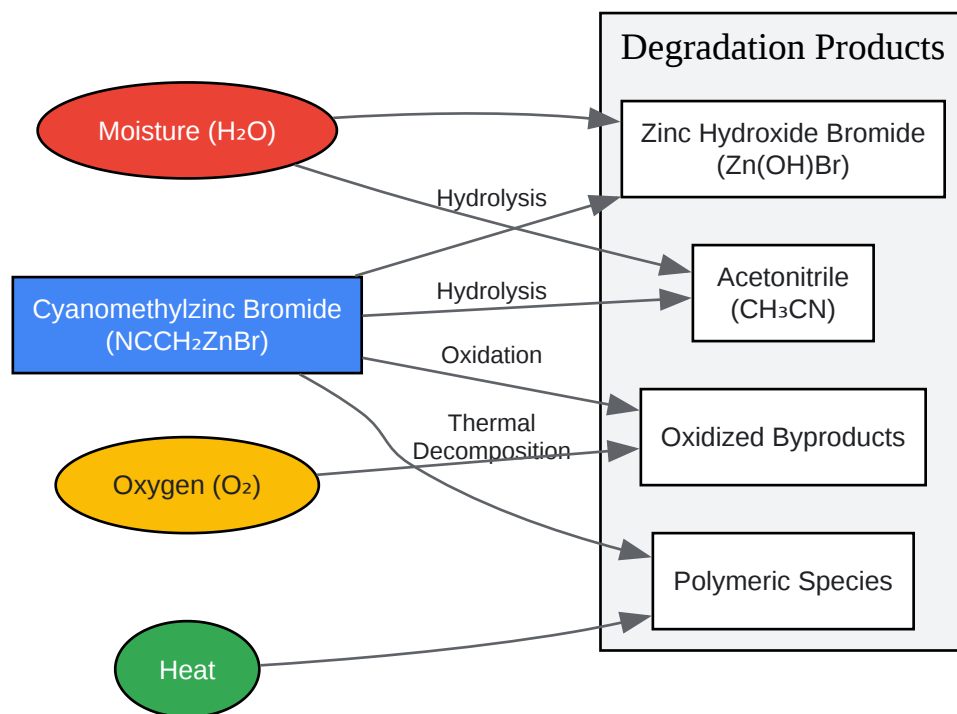 Degradation Products
Moisture (H₂O)
Zinc Hydroxide Bromide
(Zn(OH)Br)
Hydrolysis
Cyanomethylzinc Bromide
(NCCH₂ZnBr)
Hydrolysis
Acetonitrile
(CH₃CN)
Oxidation
Thermal
Decomposition
Oxidized Byproducts
Oxygen (O₂)
Polymeric Species
Heat